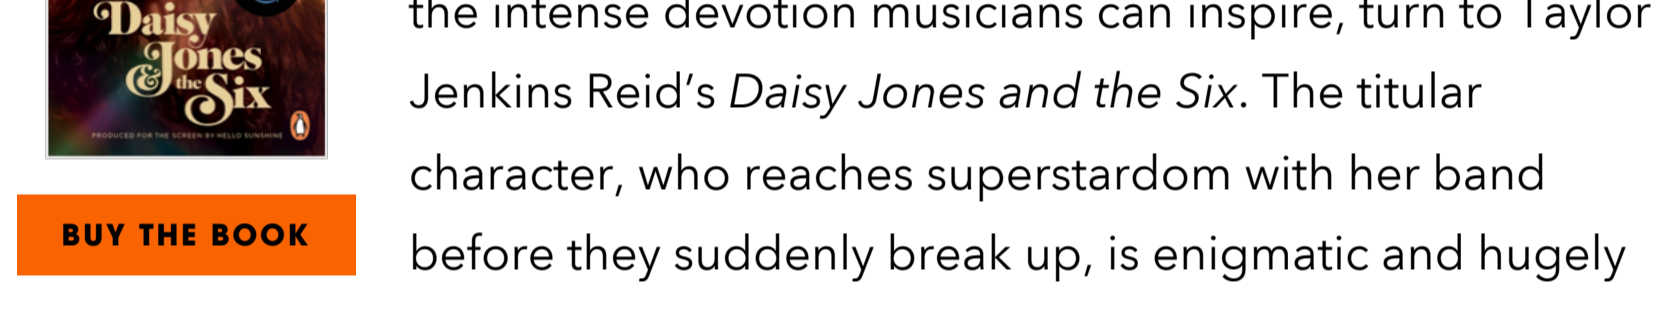 Daisy
Jones
& the Six
PRODUCED FOR THE SCREEN BY HELLO SUNSHINE
BUY THE BOOK
the intense devotion musicians can inspire, turn to Taylor
Jenkins Reid’s Daisy Jones and the Six. The titular
character, who reaches superstardom with her band
before they suddenly break up, is enigmatic and hugely